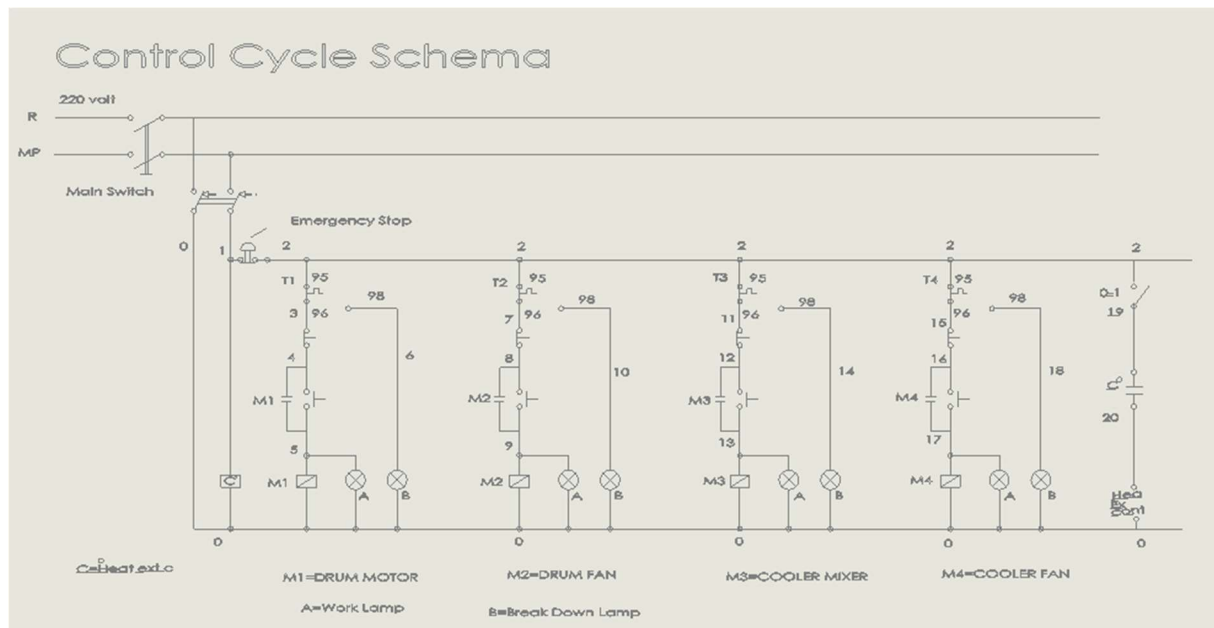 Control Cycle Schema
220 volt
R
MP
Main Switch
Emergency Stop
0 1 2 2 2 2 2
T1 95 T2 95 T3 95 T4 95 0=1
98 98 98 98
3 96 7 96 11 96 15 96 19
4 6 8 10 12 14 16 18
M1 M2 M3 M4 C°
20
5 9 13 17
C M1 A B M2 A B M3 A B M4 A B
0 0 0 0 0
M1=DRUM MOTOR M2=DRUM FAN M3=COOLER MIXER M4=COOLER FAN
A=Work Lamp B=Break Down Lamp